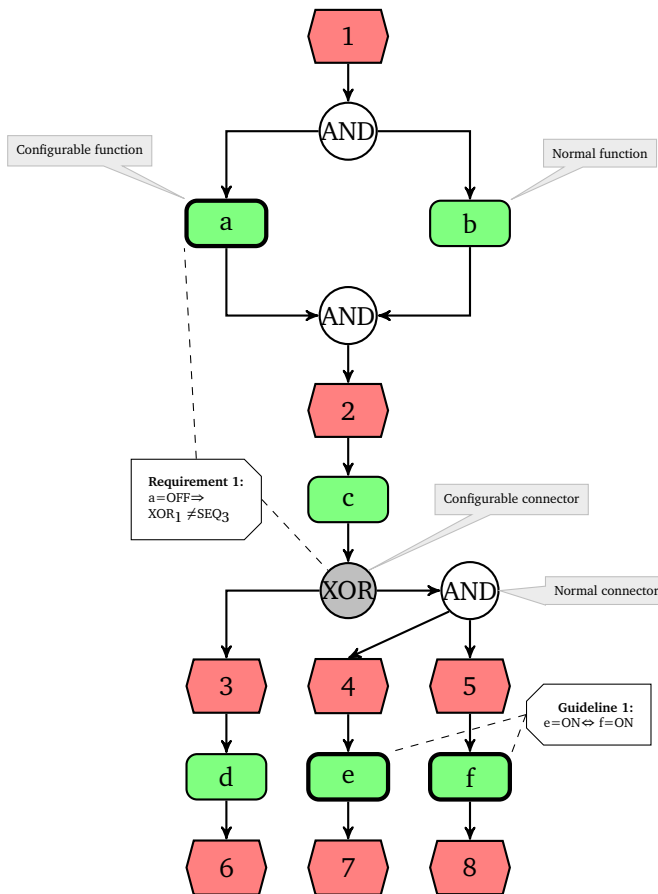 1
AND
Configurable function
Normal function
a
b
AND
2
Requirement 1:
a=OFF⇒
XOR1 ≠SEQ3
c
Configurable connector
XOR
AND
Normal connector
3
4
5
Guideline 1:
e=ON⇔ f=ON
d
e
f
6
7
8